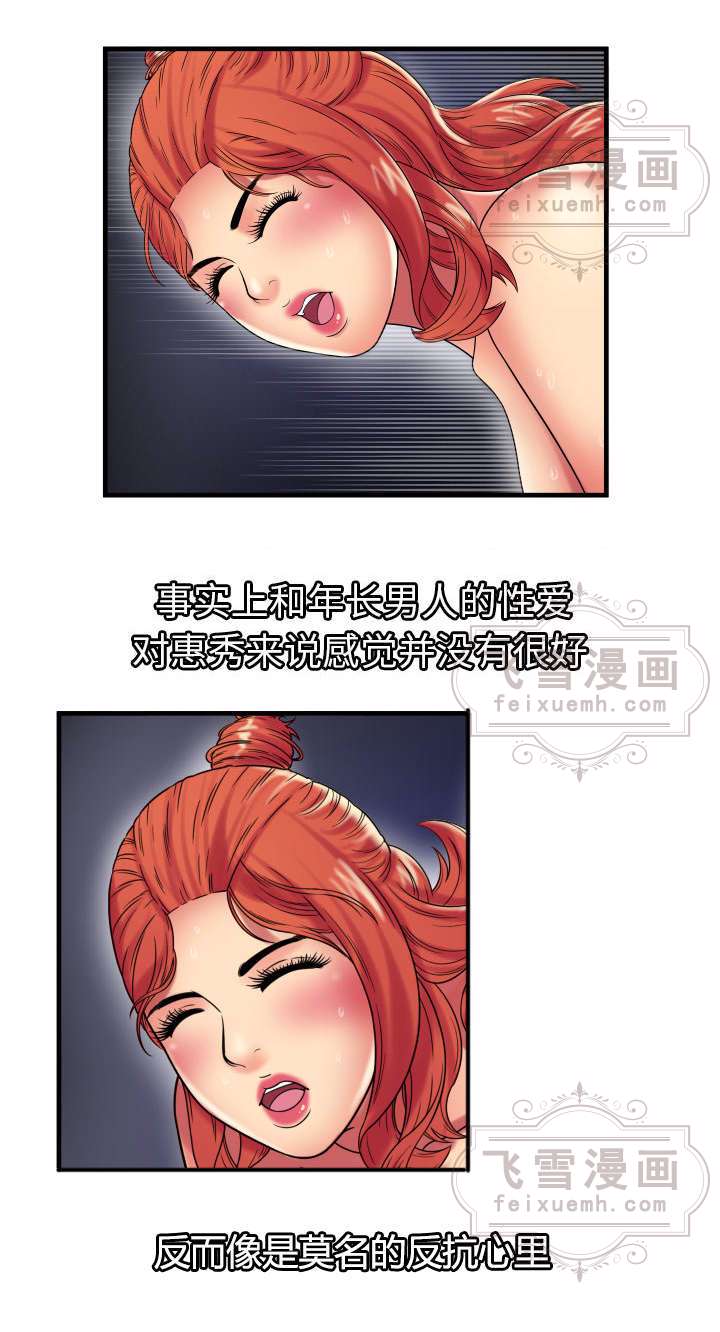 飞雪漫画
feixuemh.com
事实上和年长男人的性爱
对惠秀来说感觉并没有很好
飞雪漫画
feixuemh.com
飞雪漫画
feixuemh.com
反而像是莫名的反抗心里